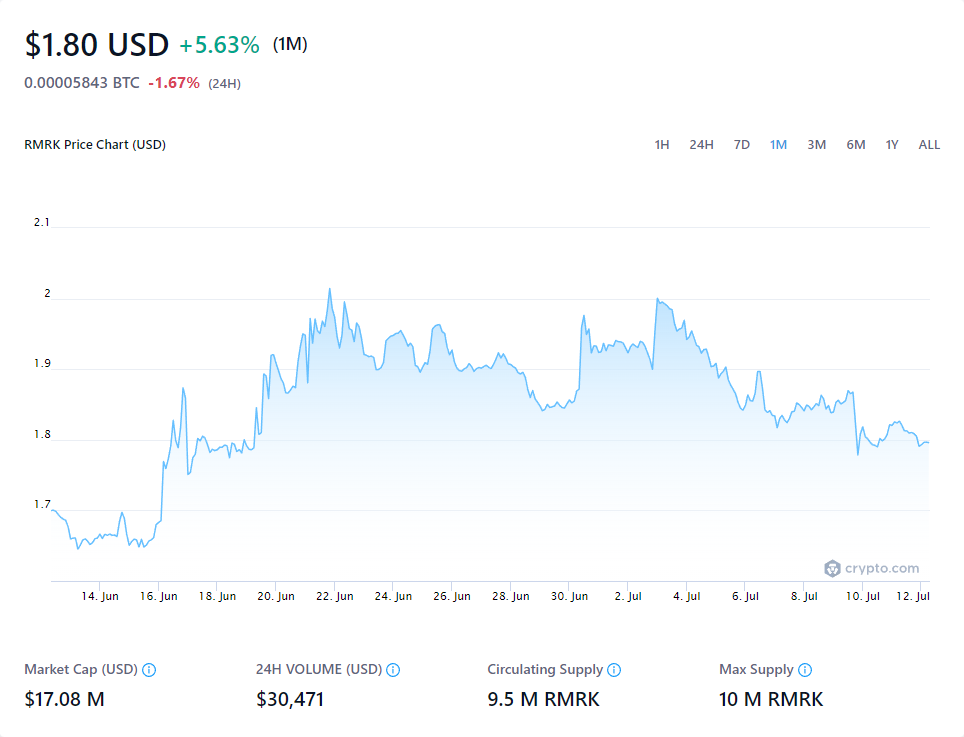 $1.80 USD +5.63% (1M)
0.00005843 BTC -1.67% (24H)
RMRK Price Chart (USD) 1H 24H 7D 1M 3M 6M 1Y ALL
2.1
2
1.9
1.8
1.7
crypto.com
14. Jun 16. Jun 18. Jun 20. Jun 22. Jun 24. Jun 26. Jun 28. Jun 30. Jun 2. Jul 4. Jul 6. Jul 8. Jul 10. Jul 12. Jul
Market Cap (USD) 24H VOLUME (USD) Circulating Supply Max Supply
$17.08 M $30,471 9.5 M RMRK 10 M RMRK